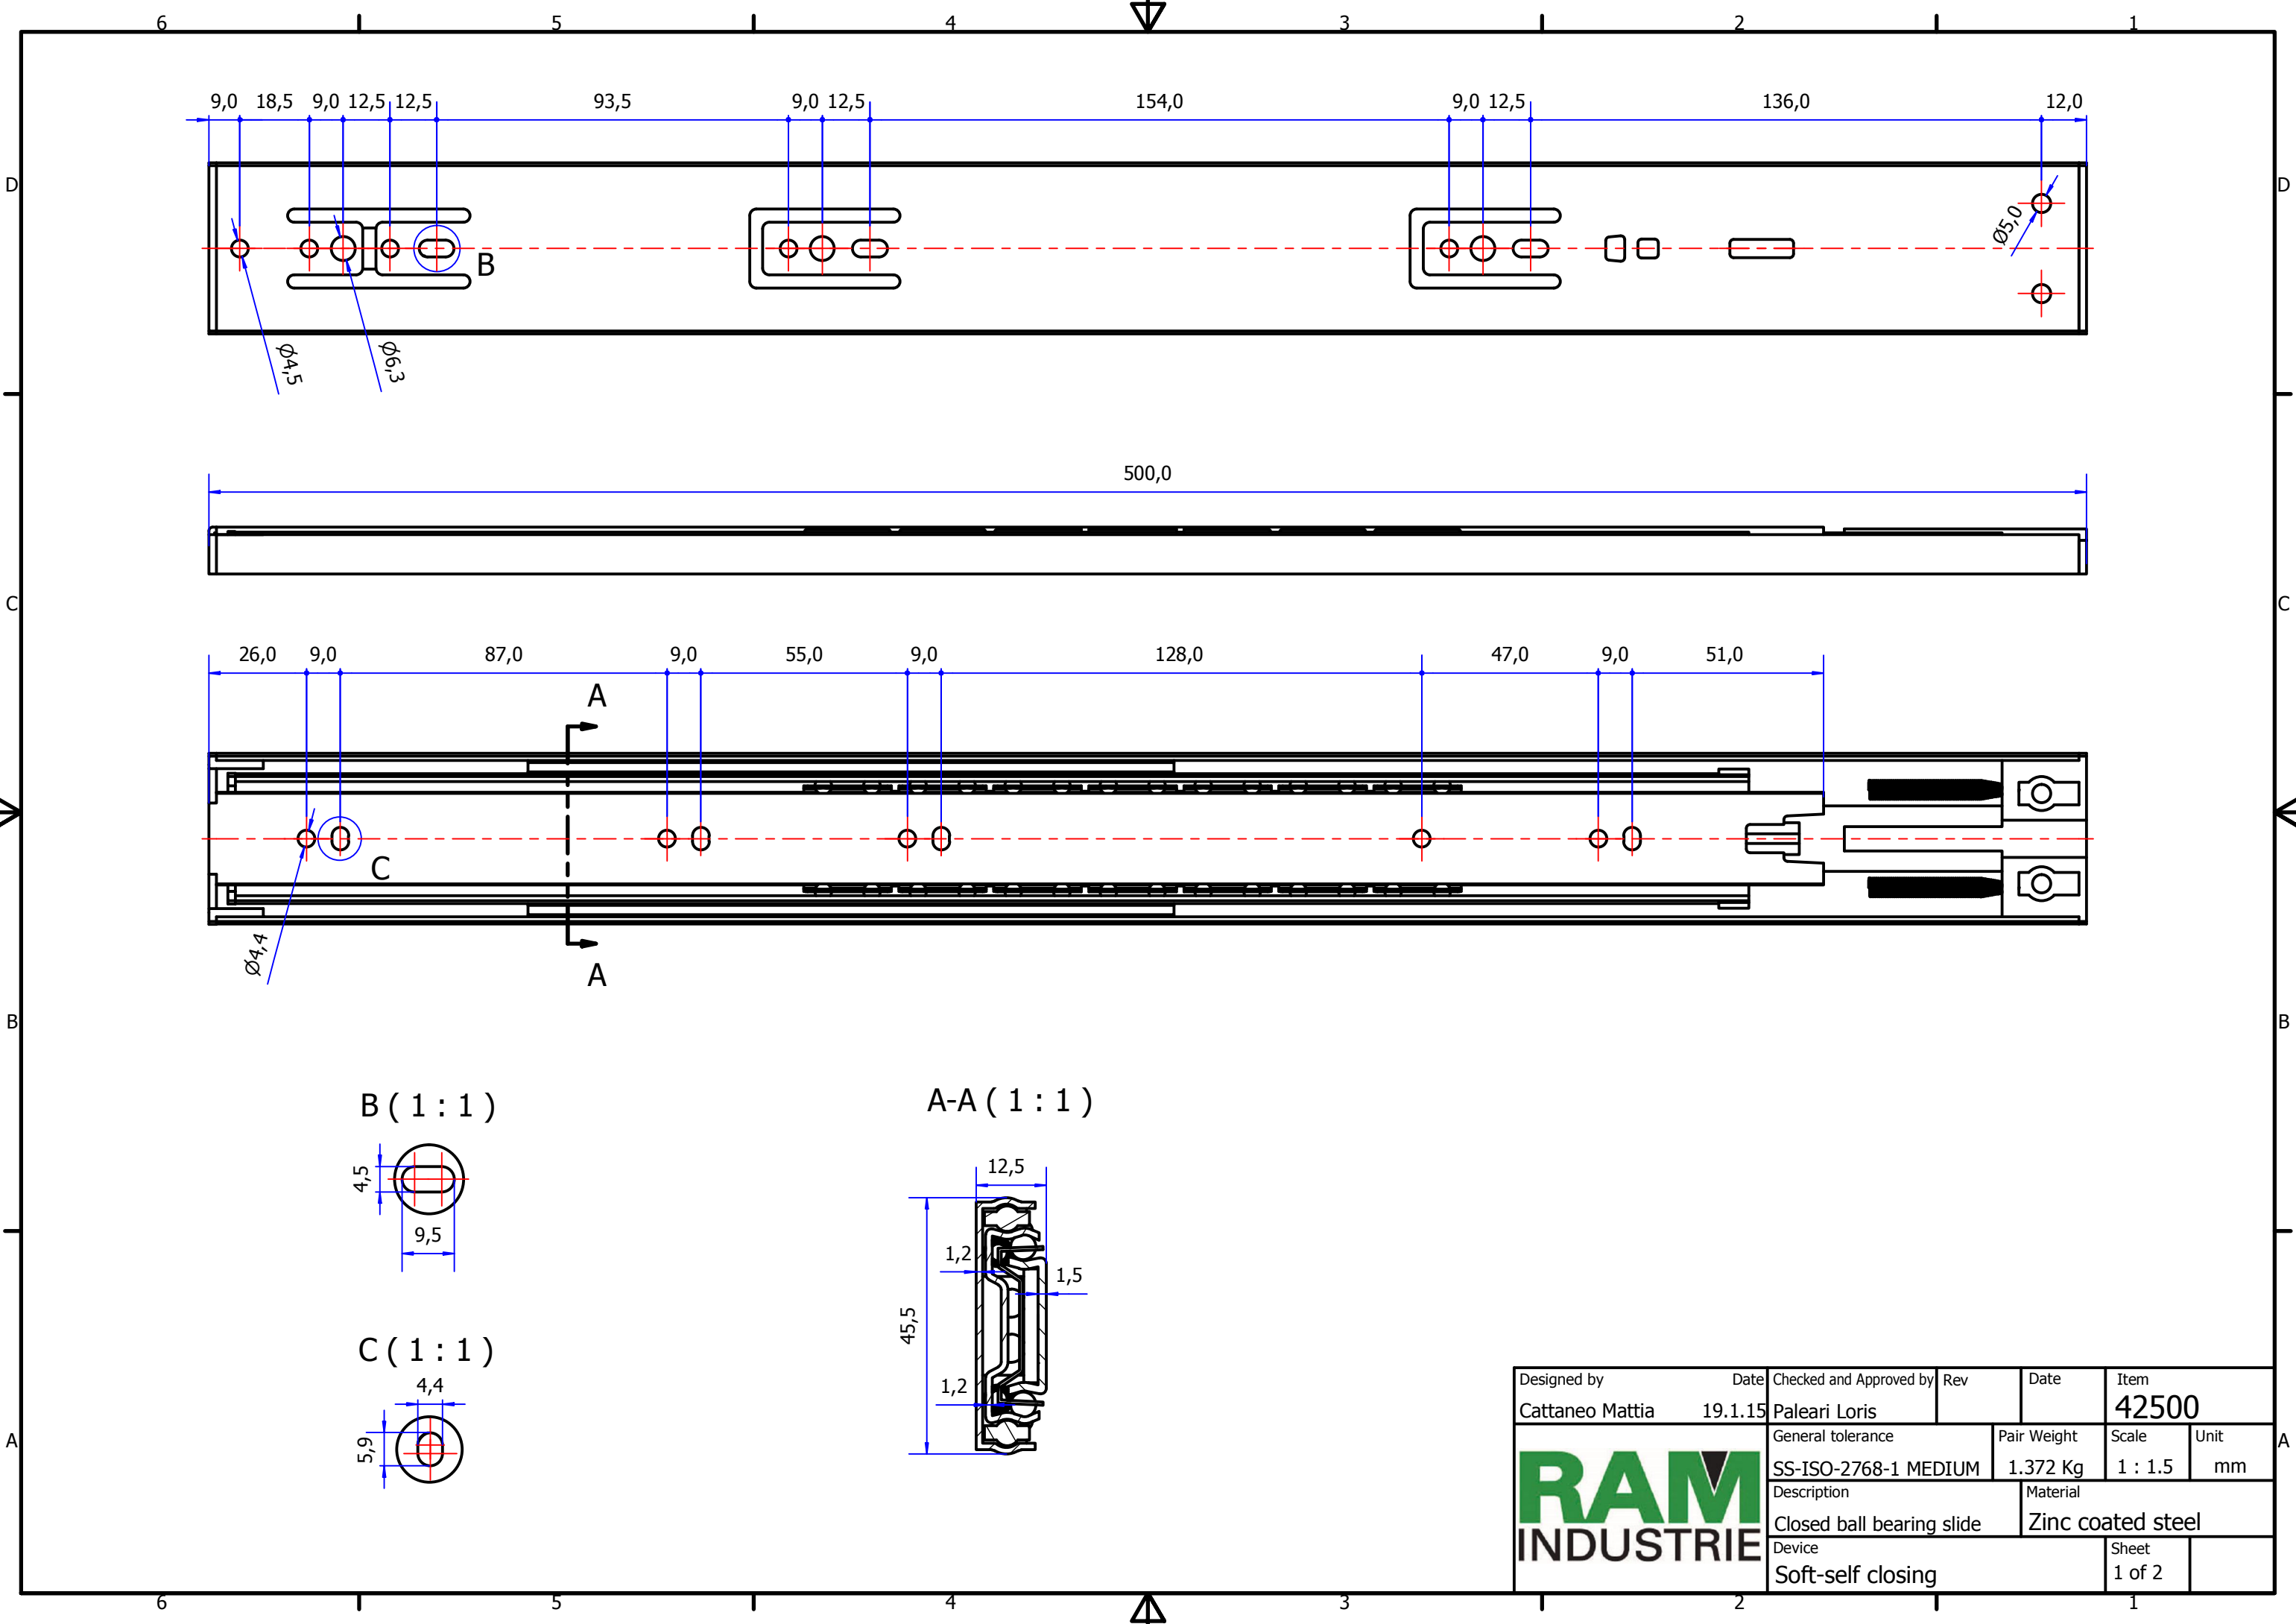 6 5 4 3 2 1
9,0 18,5 9,0 12,5 12,5 93,5 9,0 12,5 154,0 9,0 12,5 136,0 12,0
D D
Ø5,0
B
Ø4,5 Ø6,3
500,0
C C
26,0 9,0 87,0 9,0 55,0 9,0 128,0 47,0 9,0 51,0
A
C
Ø4,4
A
B B
B ( 1 : 1 )
4,5
9,5
C ( 1 : 1 )
4,4
5,9
A-A ( 1 : 1 )
12,5
1,2
1,5
45,5
1,2
A A
Designed by Date Checked and Approved by Rev Date Item
Cattaneo Mattia 19.1.15 Paleari Loris 42500
General tolerance Pair Weight Scale Unit
SS-ISO-2768-1 MEDIUM 1.372 Kg 1 : 1.5 mm
RAM
INDUSTRIE
Description Material
Closed ball bearing slide Zinc coated steel
Device Sheet
Soft-self closing 1 of 2
6 5 4 3 2 1